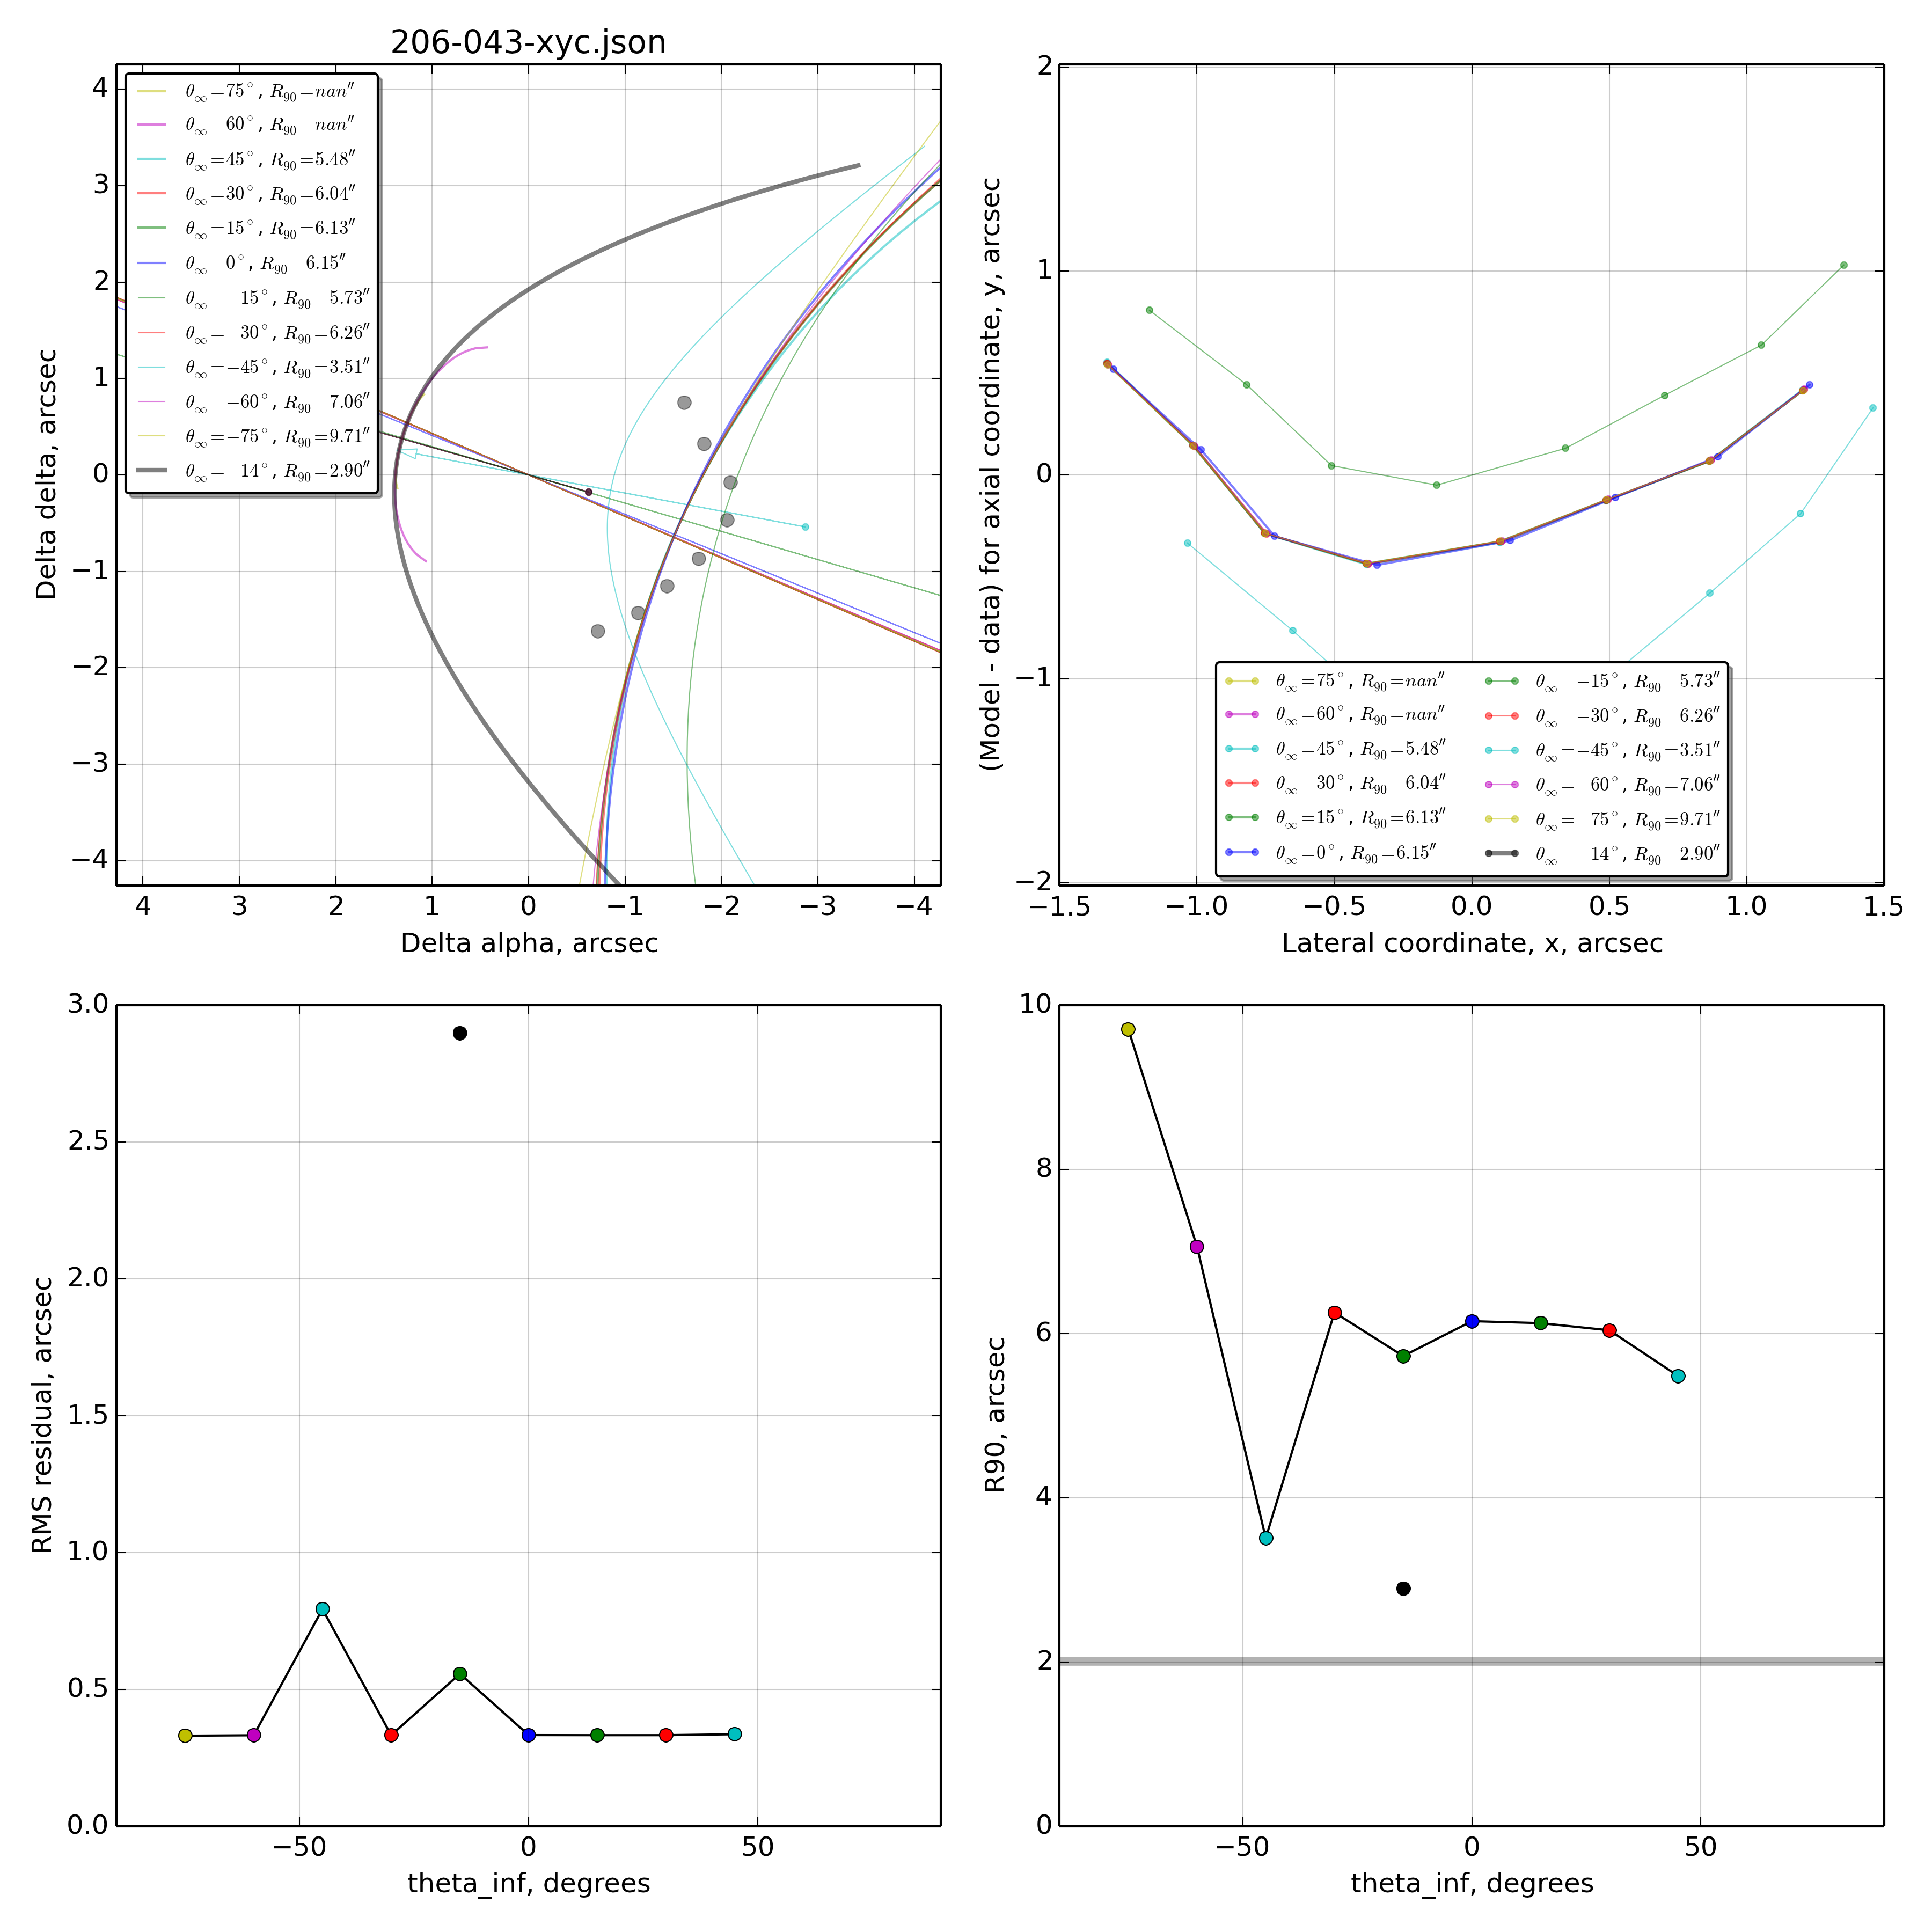 206-043-xyc.json
4
3
2
1
0
−1
−2
−3
−4
Delta delta, arcsec
θ∞=75°, R90=nan″
θ∞=60°, R90=nan″
θ∞=45°, R90=5.48″
θ∞=30°, R90=6.04″
θ∞=15°, R90=6.13″
θ∞=0°, R90=6.15″
θ∞=−15°, R90=5.73″
θ∞=−30°, R90=6.26″
θ∞=−45°, R90=3.51″
θ∞=−60°, R90=7.06″
θ∞=−75°, R90=9.71″
θ∞=−14°, R90=2.90″
4 3 2 1 0 −1 −2 −3 −4
Delta alpha, arcsec
2
1
0
−1
−2
(Model - data) for axial coordinate, y, arcsec
θ∞=75°, R90=nan″
θ∞=60°, R90=nan″
θ∞=45°, R90=5.48″
θ∞=30°, R90=6.04″
θ∞=15°, R90=6.13″
θ∞=0°, R90=6.15″
θ∞=−15°, R90=5.73″
θ∞=−30°, R90=6.26″
θ∞=−45°, R90=3.51″
θ∞=−60°, R90=7.06″
θ∞=−75°, R90=9.71″
θ∞=−14°, R90=2.90″
−1.5 −1.0 −0.5 0.0 0.5 1.0 1.5
Lateral coordinate, x, arcsec
3.0
2.5
2.0
1.5
1.0
0.5
0.0
RMS residual, arcsec
−50 0 50
theta_inf, degrees
10
8
6
4
2
0
R90, arcsec
−50 0 50
theta_inf, degrees